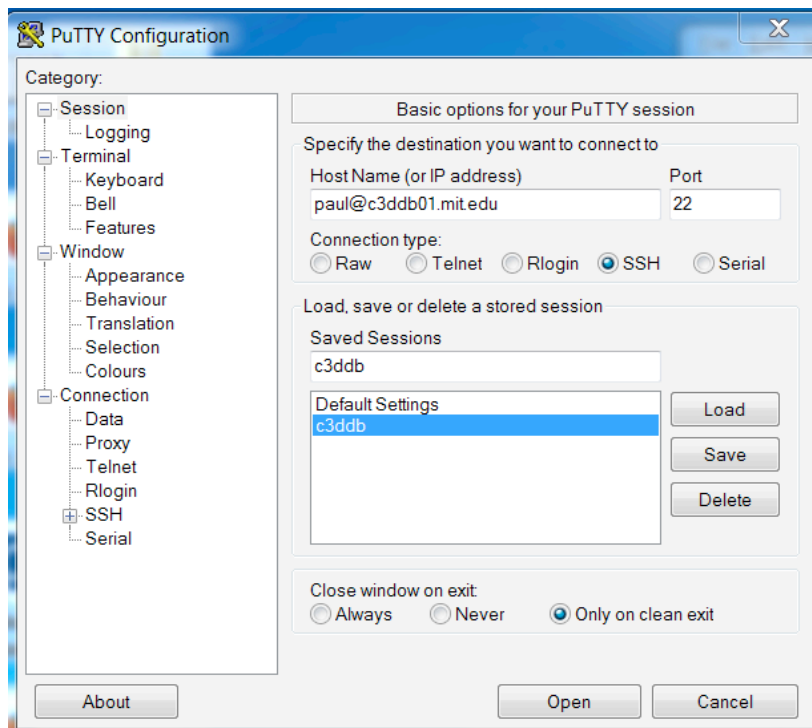 PuTTY Configuration
X
Category:
Session
Logging
Terminal
Keyboard
Bell
Features
Window
Appearance
Behaviour
Translation
Selection
Colours
Connection
Data
Proxy
Telnet
Rlogin
SSH
Serial
Basic options for your PuTTY session
Specify the destination you want to connect to
Host Name (or IP address) Port
paul@c3ddb01.mit.edu 22
Connection type:
Raw Telnet Rlogin SSH Serial
Load, save or delete a stored session
Saved Sessions
c3ddb
Default Settings
c3ddb
Load
Save
Delete
Close window on exit:
Always Never Only on clean exit
About Open Cancel